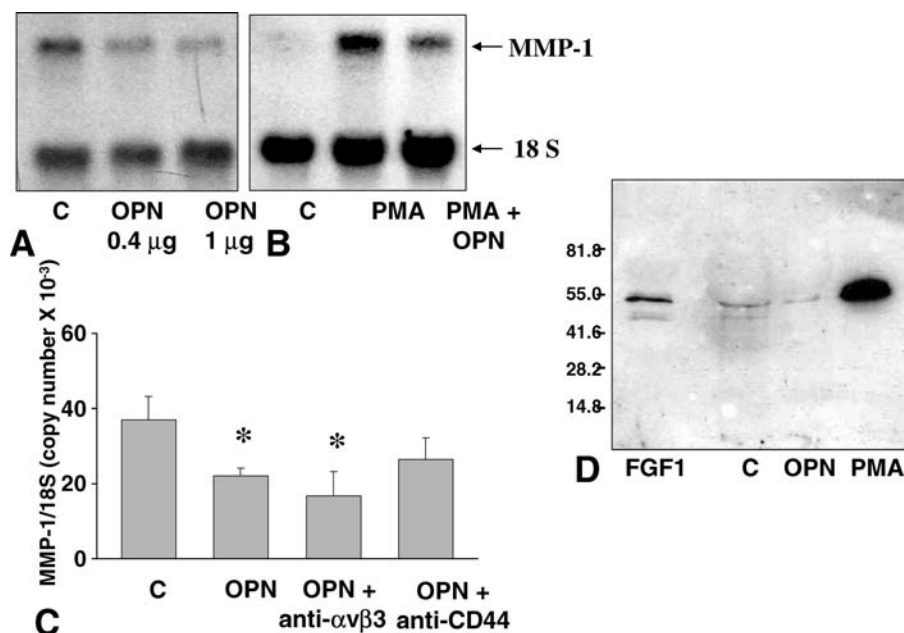 MMP-1
18 S
C OPN OPN C PMA PMA +
A 0.4 µg 1 µg B OPN
MMP-1/18S (copy number X 10⁻³)
60
40
20
0
* *
C OPN OPN + OPN +
anti-αvβ3 anti-CD44
C
81.8
55.0
41.6
28.2
14.8
D FGF1 C OPN PMA